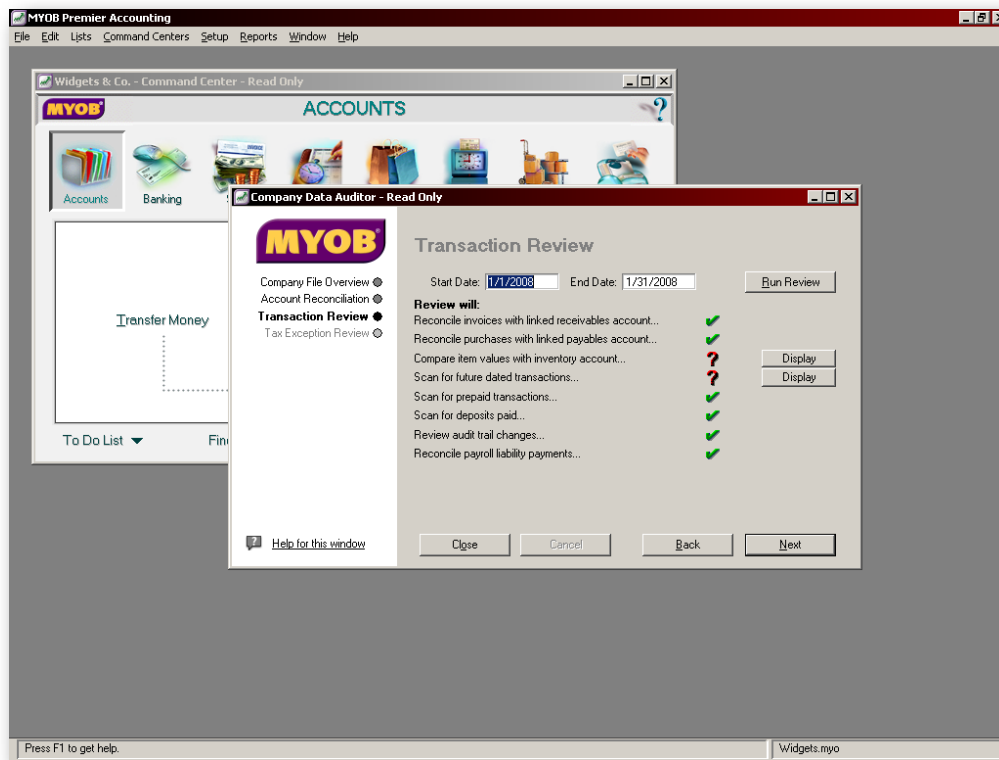 MYOB Premier Accounting
File Edit Lists Command Centers Setup Reports Window Help
Widgets & Co. - Command Center - Read Only
MYOB
ACCOUNTS
Accounts
Banking
Transfer Money
To Do List
Company Data Auditor - Read Only
MYOB
Company File Overview
Account Reconciliation
Transaction Review
Tax Exception Review
Help for this window
Transaction Review
Start Date: 1/1/2008 End Date: 1/31/2008 Run Review
Review will:
Reconcile invoices with linked receivables account...
Reconcile purchases with linked payables account...
Compare item values with inventory account... Display
Scan for future dated transactions... Display
Scan for prepaid transactions...
Scan for deposits paid...
Review audit trail changes...
Reconcile payroll liability payments...
Close Cancel Back Next
Press F1 to get help.
Widgets.myo